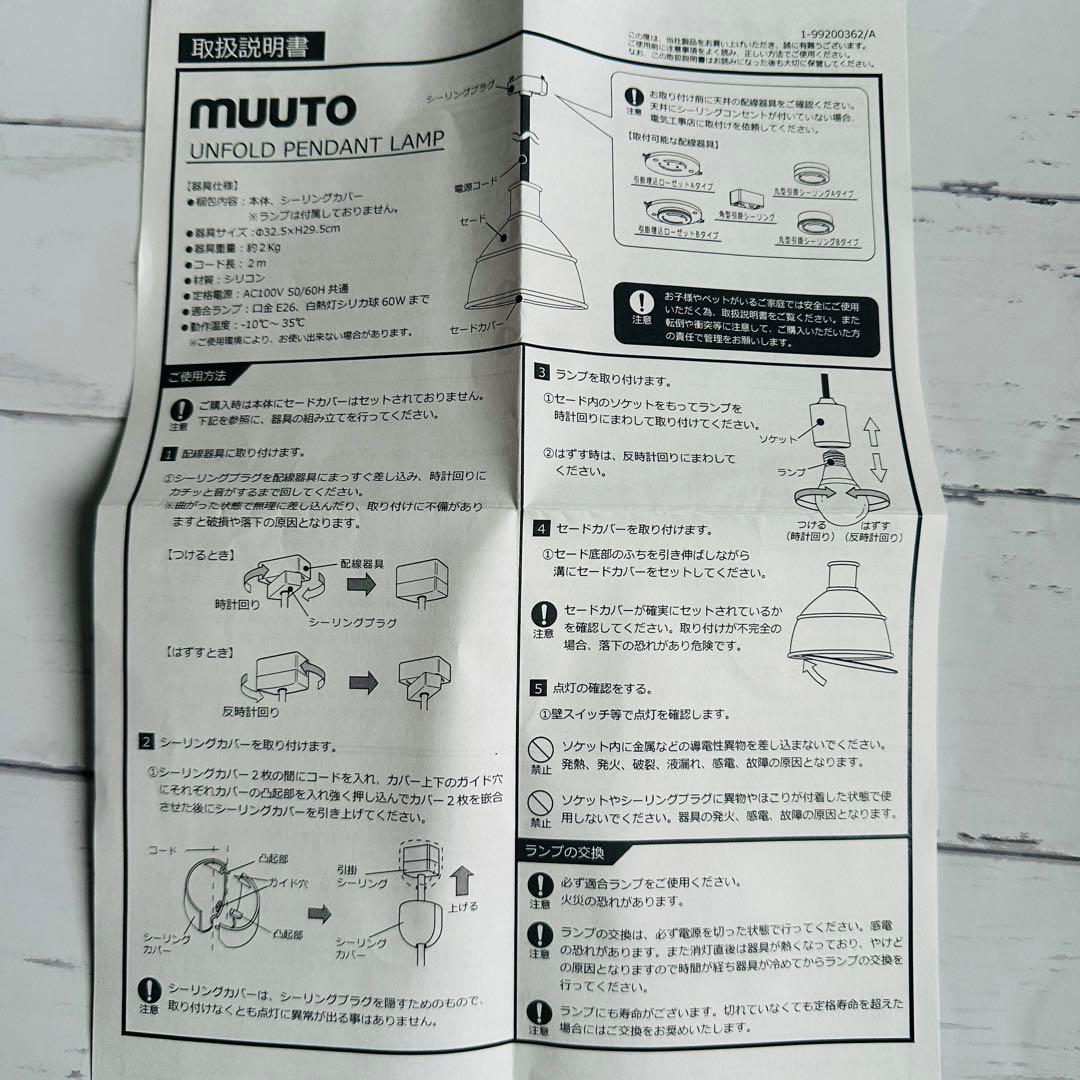 取扱説明書
1-99200362/A
この度は、当社製品をお買い上げいただき、誠に有難うございます。
ご使用前に注意事項をよく読み、正しい方法でご使用ください。
なお、この取扱説明書はお読みになった後も大切に保管してください。
muuto
UNFOLD PENDANT LAMP
【器具仕様】
●梱包内容：本体、シーリングカバー
※ランプは付属しておりません。
●器具サイズ：Φ32.5×H29.5cm
●器具重量：約2Kg
●コード長：2m
●材質：シリコン
●定格電源：AC100V 50/60H 共通
●適合ランプ：口金 E26、白熱灯シリカ球 60W まで
●動作温度：-10℃～ 35℃
※ご使用環境により、お使い出来ない場合があります。
シーリングプラグ
電源コード
セード
セードカバー
注意
お取り付け前に天井の配線器具をご確認ください。
天井にシーリングコンセントが付いていない場合、
電気工事店に取付けを依頼してください。
【取付可能な配線器具】
引掛埋込ローゼットAタイプ
丸型引掛シーリングAタイプ
角型引掛シーリング
引掛埋込ローゼットBタイプ
丸型引掛シーリングBタイプ
注意
お子様やペットがいるご家庭では安全にご使用
いただく為、取扱説明書をご覧ください。また
転倒や衝突等に注意して、ご購入いただいた方
の責任で管理をお願いします。
ご使用方法
注意
ご購入時は本体にセードカバーはセットされておりません。
下記を参照に、器具の組み立てを行ってください。
1 配線器具に取り付けます。
①シーリングプラグを配線器具にまっすぐ差し込み、時計回りに
カチッと音がするまで回してください。
※曲がった状態で無理に差し込んだり、取り付けに不備があり
ますと破損や落下の原因となります。
【つけるとき】
配線器具
時計回り
シーリングプラグ
【はずすとき】
反時計回り
2 シーリングカバーを取り付けます。
①シーリングカバー2枚の間にコードを入れ、カバー上下のガイド穴
にそれぞれカバーの凸起部を入れ強く押し込んでカバー2枚を嵌合
させた後にシーリングカバーを引き上げてください。
コード
凸起部
ガイド穴
凸起部
シーリング
カバー
引掛
シーリング
上げる
シーリング
カバー
注意
シーリングカバーは、シーリングプラグを隠すためのもので、
取り付けなくとも点灯に異常が出る事はありません。
3 ランプを取り付けます。
①セード内のソケットをもってランプを
時計回りにまわして取り付けてください。
②はずす時は、反時計回りにまわして
ください。
ソケット
ランプ
つける はずす
(時計回り) (反時計回り)
4 セードカバーを取り付けます。
①セード底部のふちを引き伸ばしながら
溝にセードカバーをセットしてください。
注意
セードカバーが確実にセットされているか
を確認してください。取り付けが不完全の
場合、落下の恐れがあり危険です。
5 点灯の確認をする。
①壁スイッチ等で点灯を確認します。
禁止
ソケット内に金属などの導電性異物を差し込まないでください。
発熱、発火、破裂、液漏れ、感電、故障の原因となります。
禁止
ソケットやシーリングプラグに異物やほこりが付着した状態で使
用しないでください。器具の発火、感電、故障の原因となります。
ランプの交換
注意
必ず適合ランプをご使用ください。
火災の恐れがあります。
注意
ランプの交換は、必ず電源を切った状態で行ってください。感電
の恐れがあります。また消灯直後は器具が熱くなっており、やけど
の原因となりますので時間が経ち器具が冷めてからランプの交換を
行ってください。
注意
ランプにも寿命がございます。切れていなくても定格寿命を超えた
場合にはご交換をお奨めいたします。